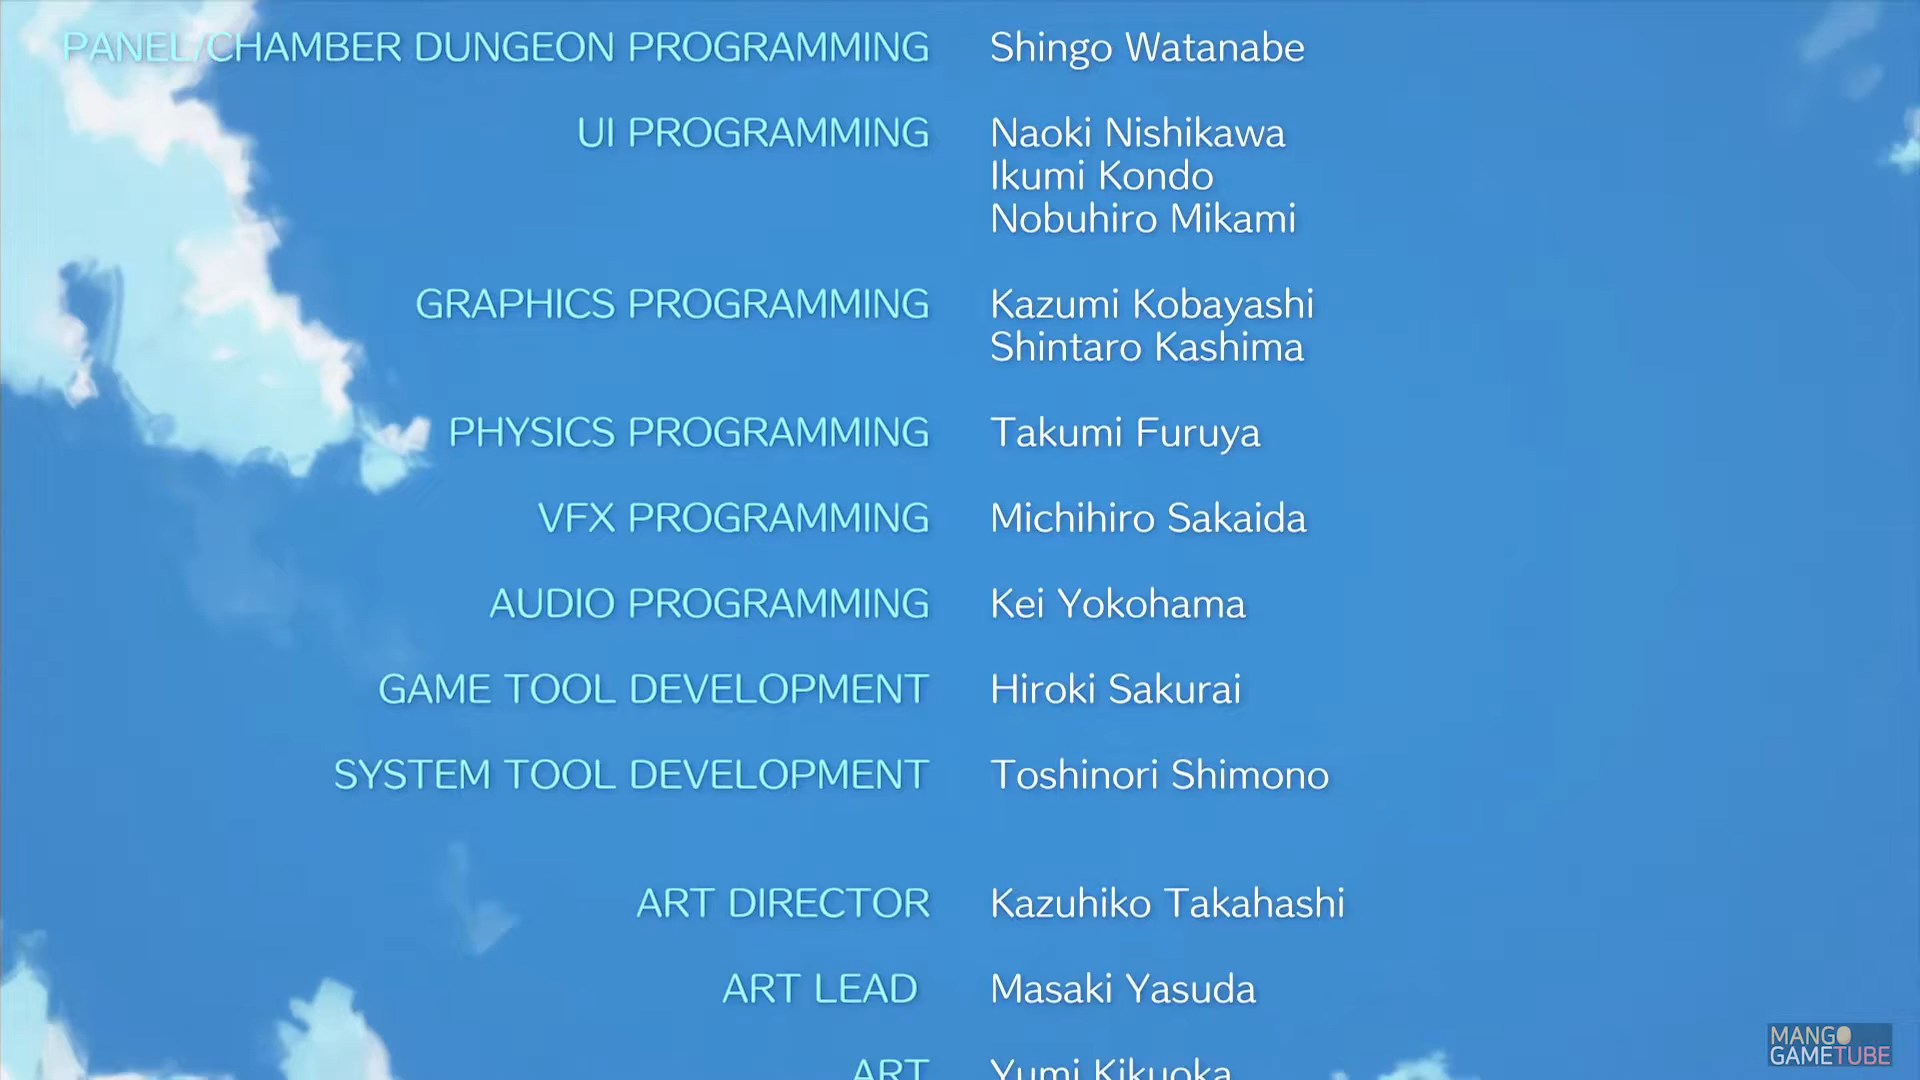 PANEL/CHAMBER DUNGEON PROGRAMMING Shingo Watanabe
UI PROGRAMMING Naoki Nishikawa
Ikumi Kondo
Nobuhiro Mikami
GRAPHICS PROGRAMMING Kazumi Kobayashi
Shintaro Kashima
PHYSICS PROGRAMMING Takumi Furuya
VFX PROGRAMMING Michihiro Sakaida
AUDIO PROGRAMMING Kei Yokohama
GAME TOOL DEVELOPMENT Hiroki Sakurai
SYSTEM TOOL DEVELOPMENT Toshinori Shimono
ART DIRECTOR Kazuhiko Takahashi
ART LEAD Masaki Yasuda
ART Yumi Kikuoka
MANGO
GAMETUBE